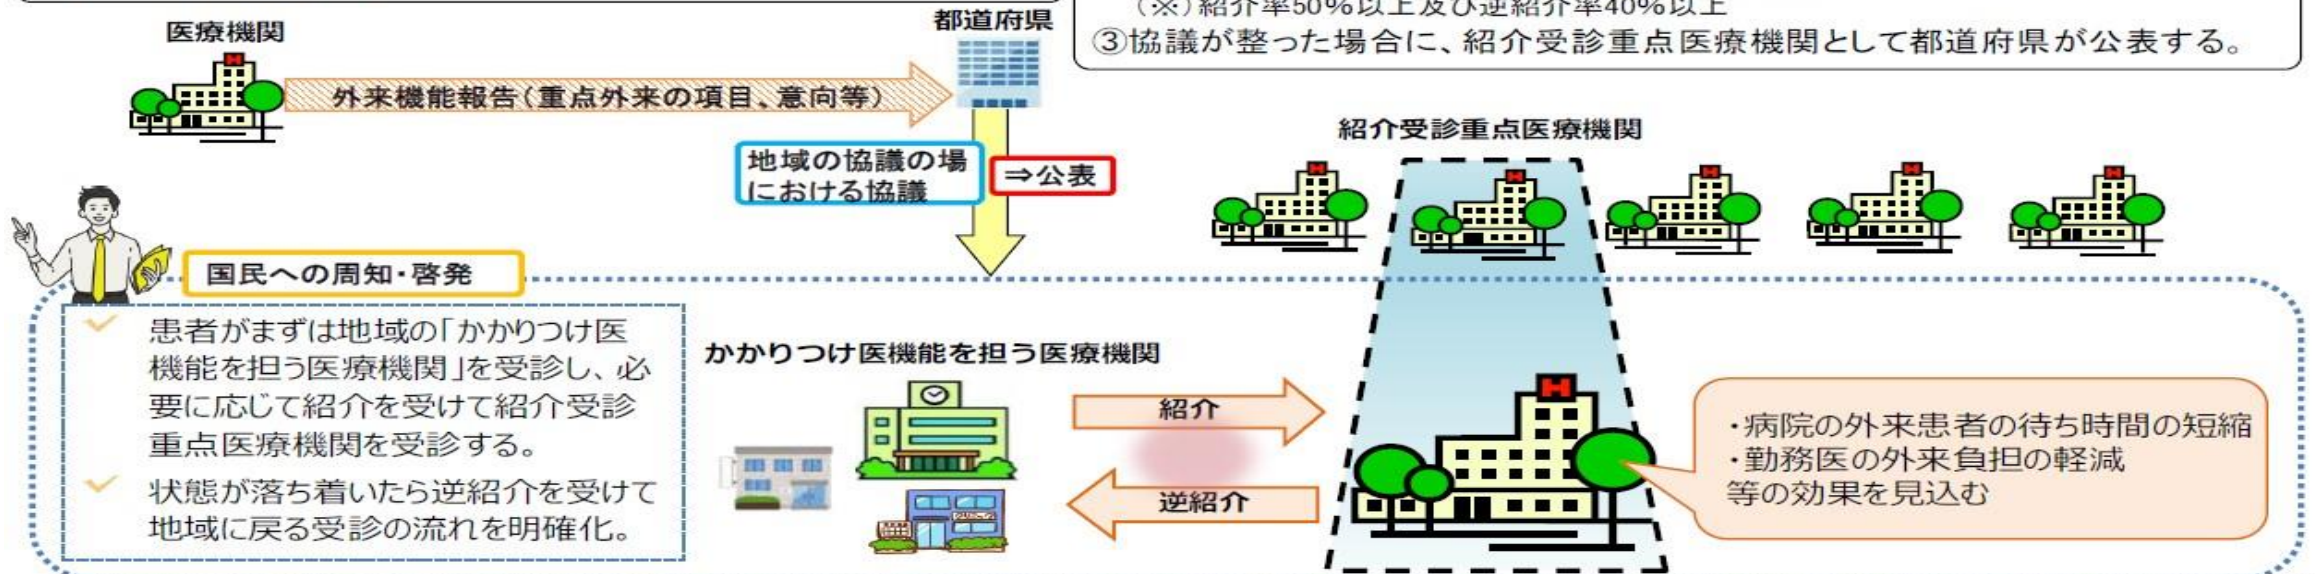 (※)紹介率50%以上及び逆紹介率40%以上
③協議が整った場合に、紹介受診重点医療機関として都道府県が公表する。
都道府県
医療機関
外来機能報告(重点外来の項目、意向等)
地域の協議の場
における協議
⇒公表
紹介受診重点医療機関
H
H
H
H
H
H
国民への周知・啓発
患者がまずは地域の「かかりつけ医
機能を担う医療機関」を受診し、必
要に応じて紹介を受けて紹介受診
重点医療機関を受診する。
状態が落ち着いたら逆紹介を受けて
地域に戻る受診の流れを明確化。
かかりつけ医機能を担う医療機関
紹介
逆紹介
H
・病院の外来患者の待ち時間の短縮
・勤務医の外来負担の軽減
等の効果を見込む